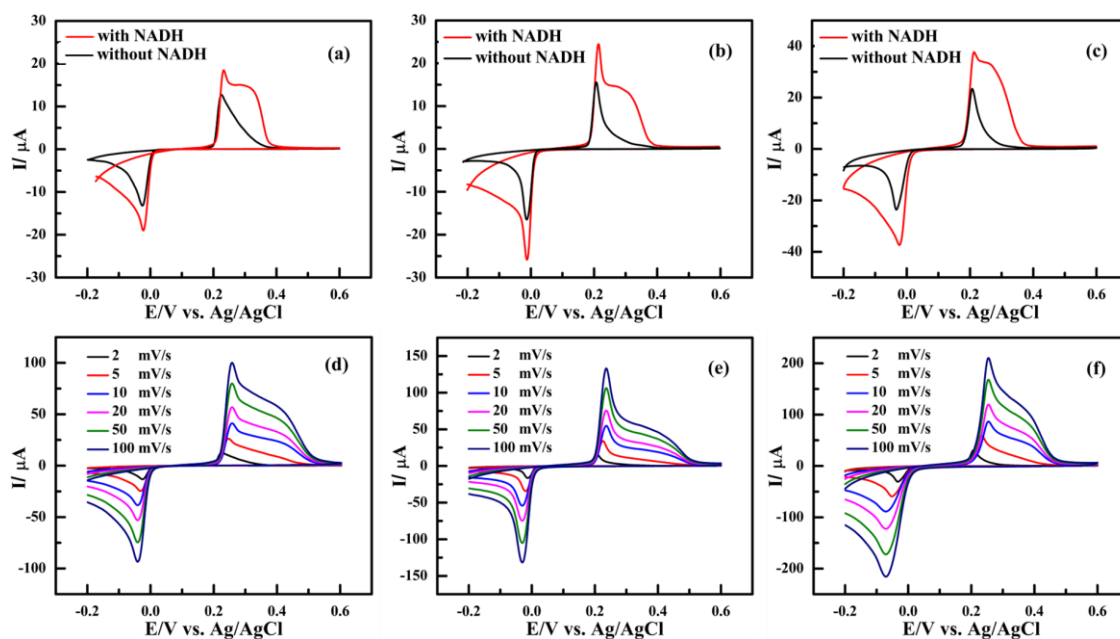 30
20
10
0
-10
-20
-30
I/ μA
with NADH
without NADH
(a)
-0.2 0.0 0.2 0.4 0.6
E/V vs. Ag/AgCl
30
20
10
0
-10
-20
-30
I/ μA
with NADH
without NADH
(b)
-0.2 0.0 0.2 0.4 0.6
E/V vs. Ag/AgCl
40
20
0
-20
-40
I/ μA
with NADH
without NADH
(c)
-0.2 0.0 0.2 0.4 0.6
E/V vs. Ag/AgCl
100
50
0
-50
-100
I/ μA
2 mV/s
5 mV/s
10 mV/s
20 mV/s
50 mV/s
100 mV/s
(d)
-0.2 0.0 0.2 0.4 0.6
E/V vs. Ag/AgCl
150
100
50
0
-50
-100
-150
I/ μA
2 mV/s
5 mV/s
10 mV/s
20 mV/s
50 mV/s
100 mV/s
(e)
-0.2 0.0 0.2 0.4 0.6
E/V vs. Ag/AgCl
200
100
0
-100
-200
I/ μA
2 mV/s
5 mV/s
10 mV/s
20 mV/s
50 mV/s
100 mV/s
(f)
-0.2 0.0 0.2 0.4 0.6
E/V vs. Ag/AgCl